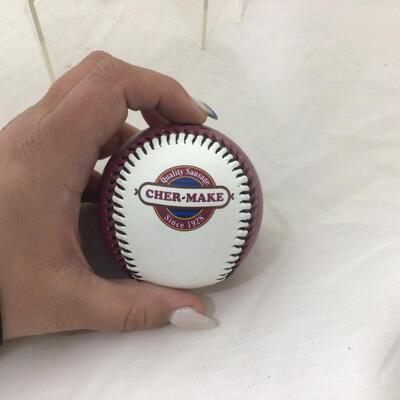 Quality Sausage
CHER-MAKE
Since 1928